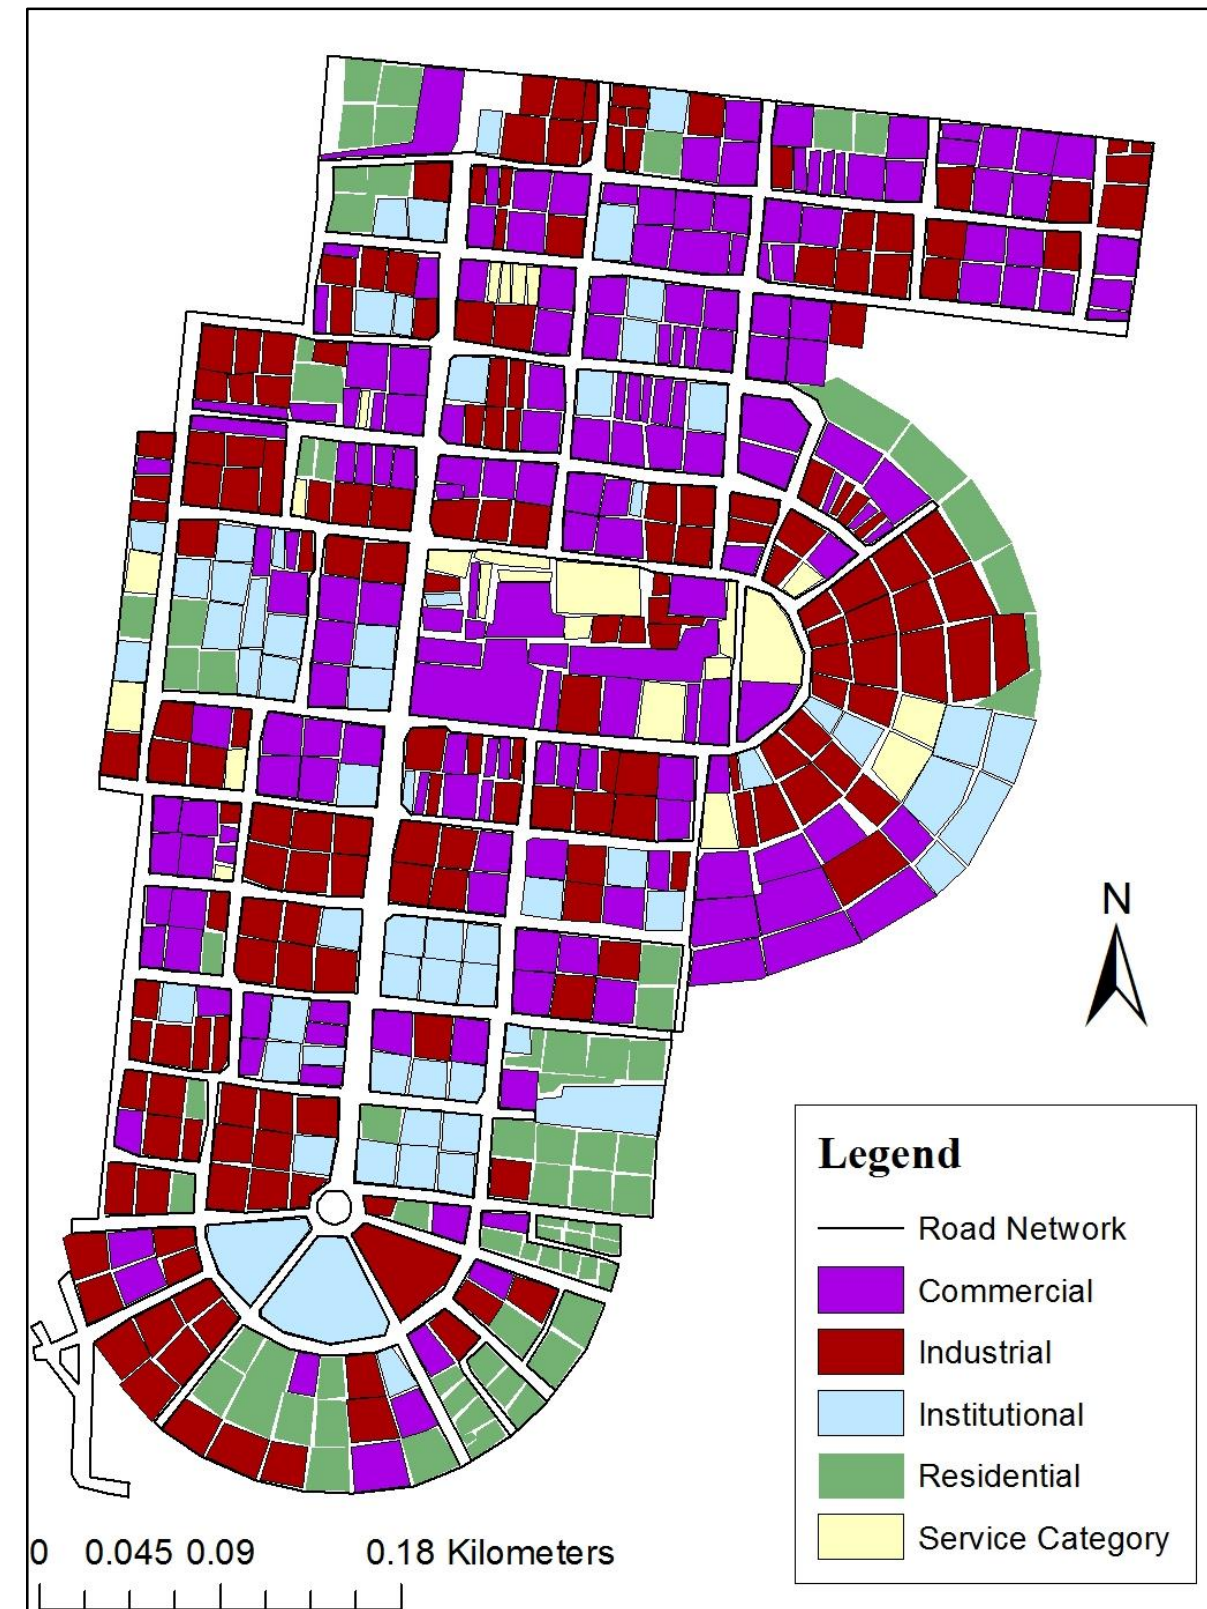 N
Legend
Road Network
Commercial
Industrial
Institutional
Residential
Service Category
0 0.045 0.09 0.18 Kilometers